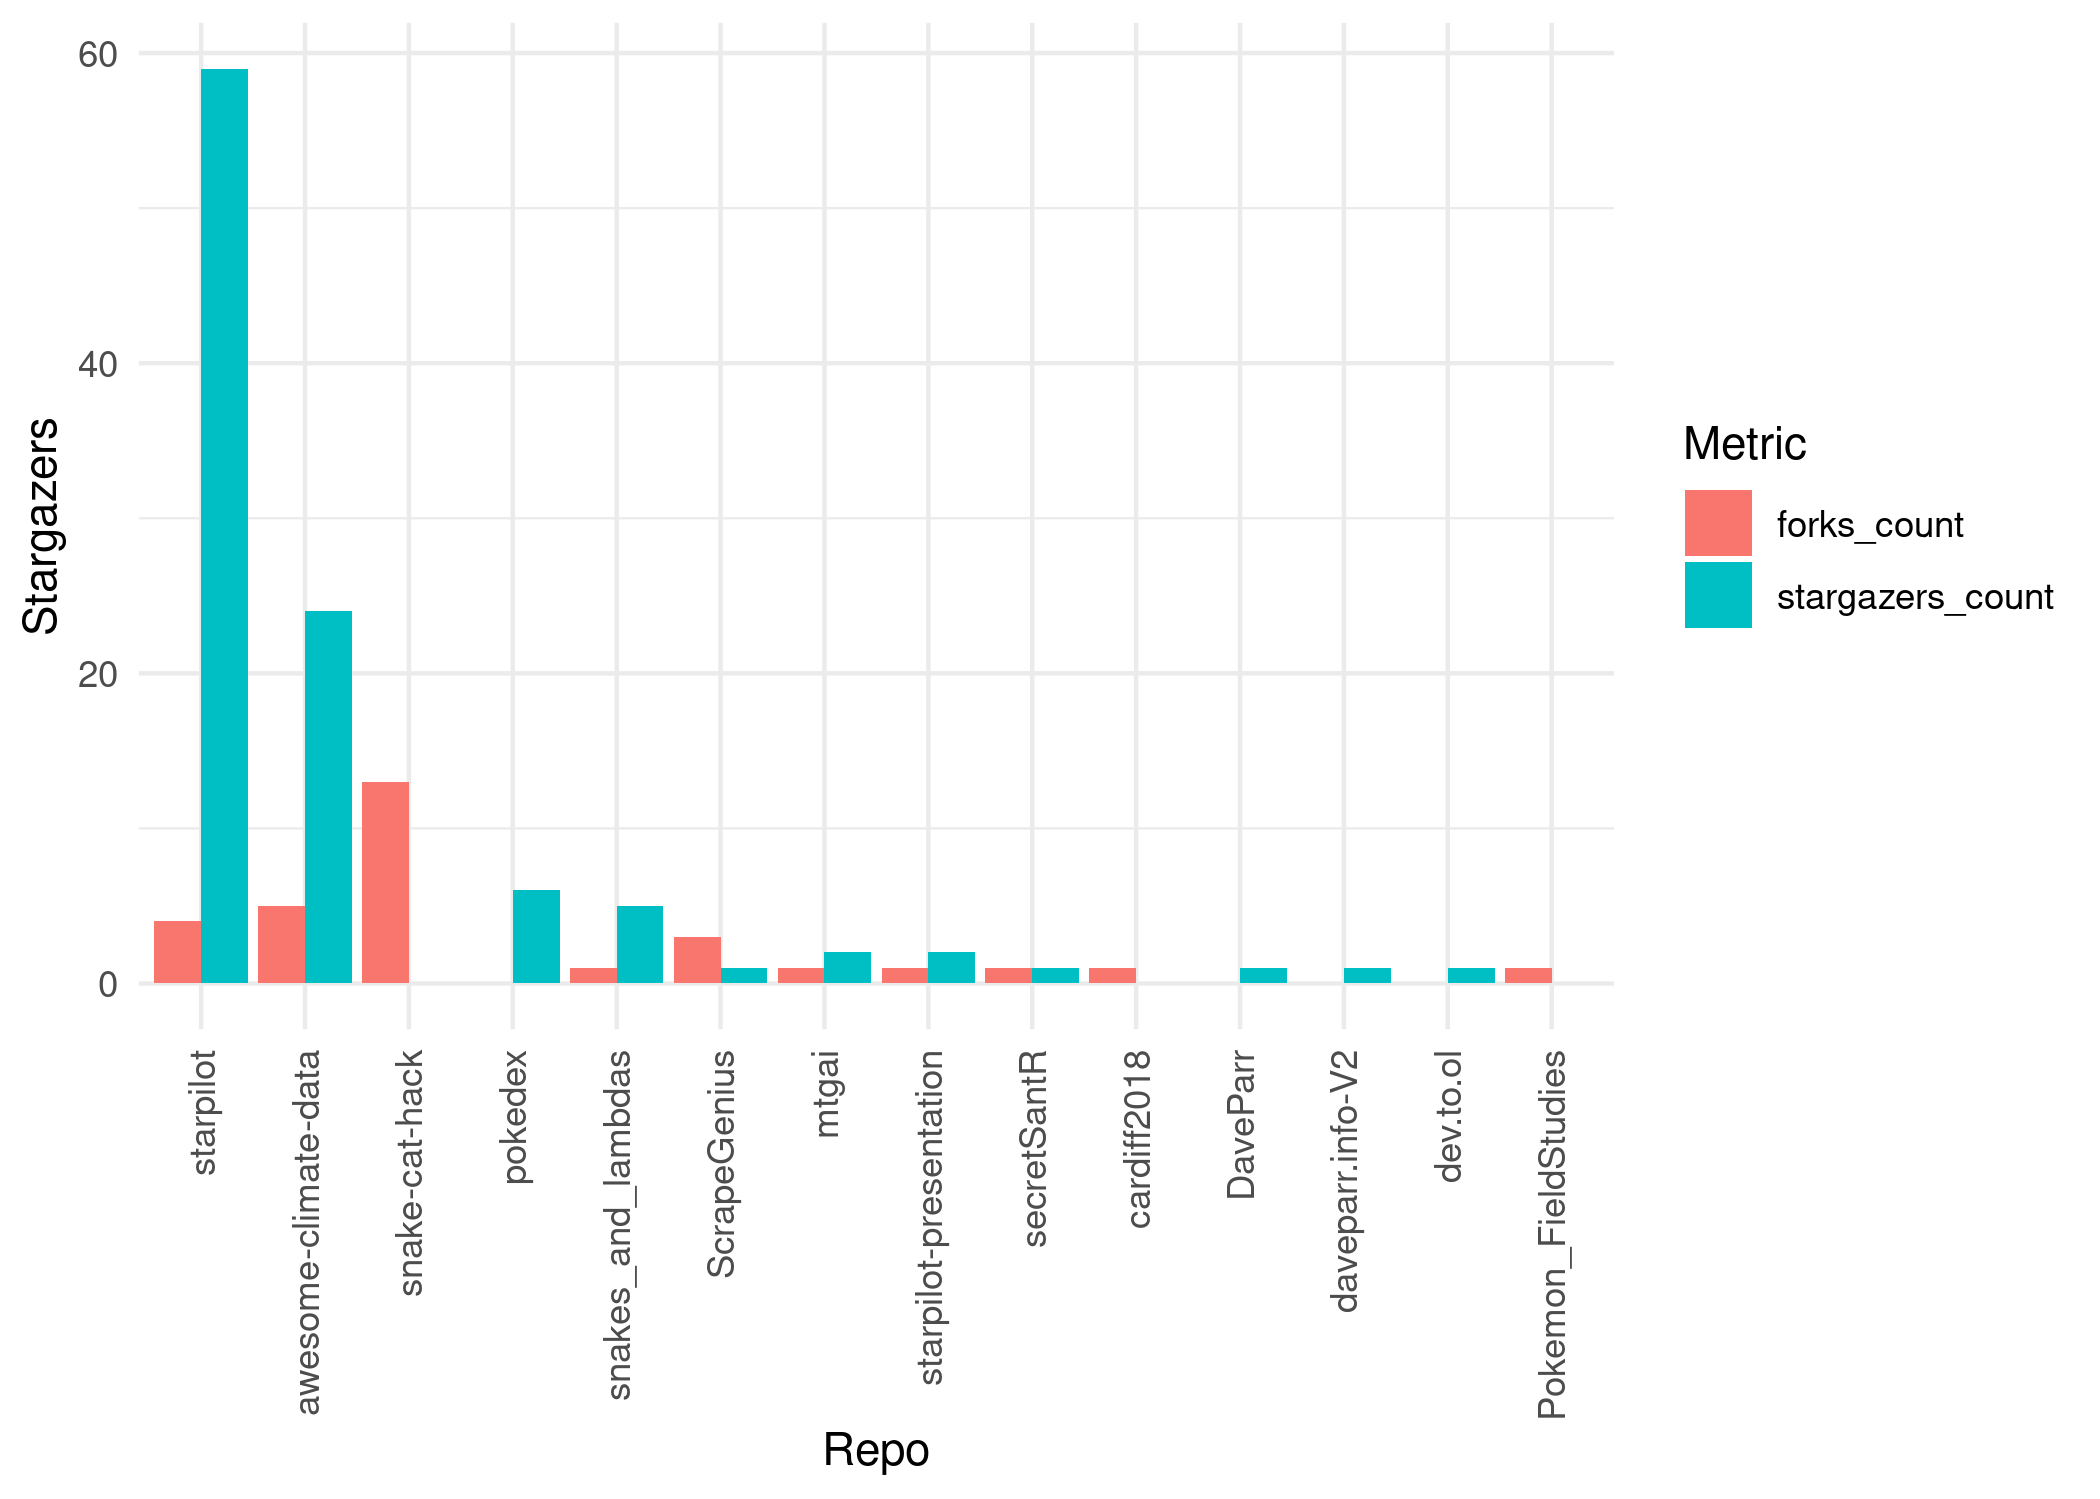 60
40
20
0
Stargazers
starpilot
awesome-climate-data
snake-cat-hack
pokedex
snakes_and_lambdas
ScrapeGenius
mtgai
starpilot-presentation
secretSantR
cardiff2018
DaveParr
daveparr.info-V2
dev.to.ol
Pokemon_FieldStudies
Repo
Metric
forks_count
stargazers_count